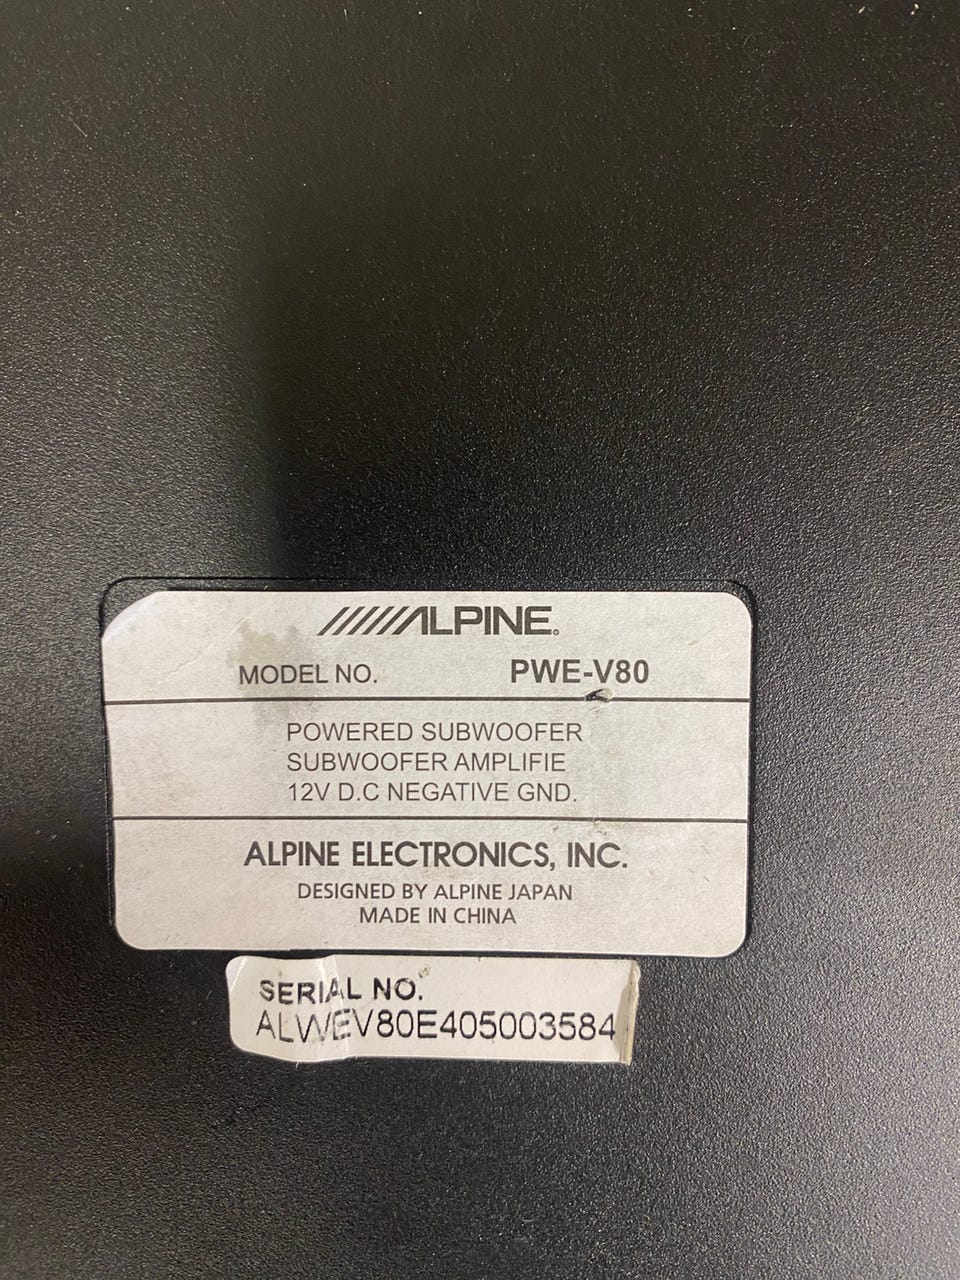 ALPINE®
MODEL NO. PWE-V80
POWERED SUBWOOFER
SUBWOOFER AMPLIFIE
12V D.C NEGATIVE GND.
ALPINE ELECTRONICS, INC.
DESIGNED BY ALPINE JAPAN
MADE IN CHINA
SERIAL NO.
ALWEV80E405003584